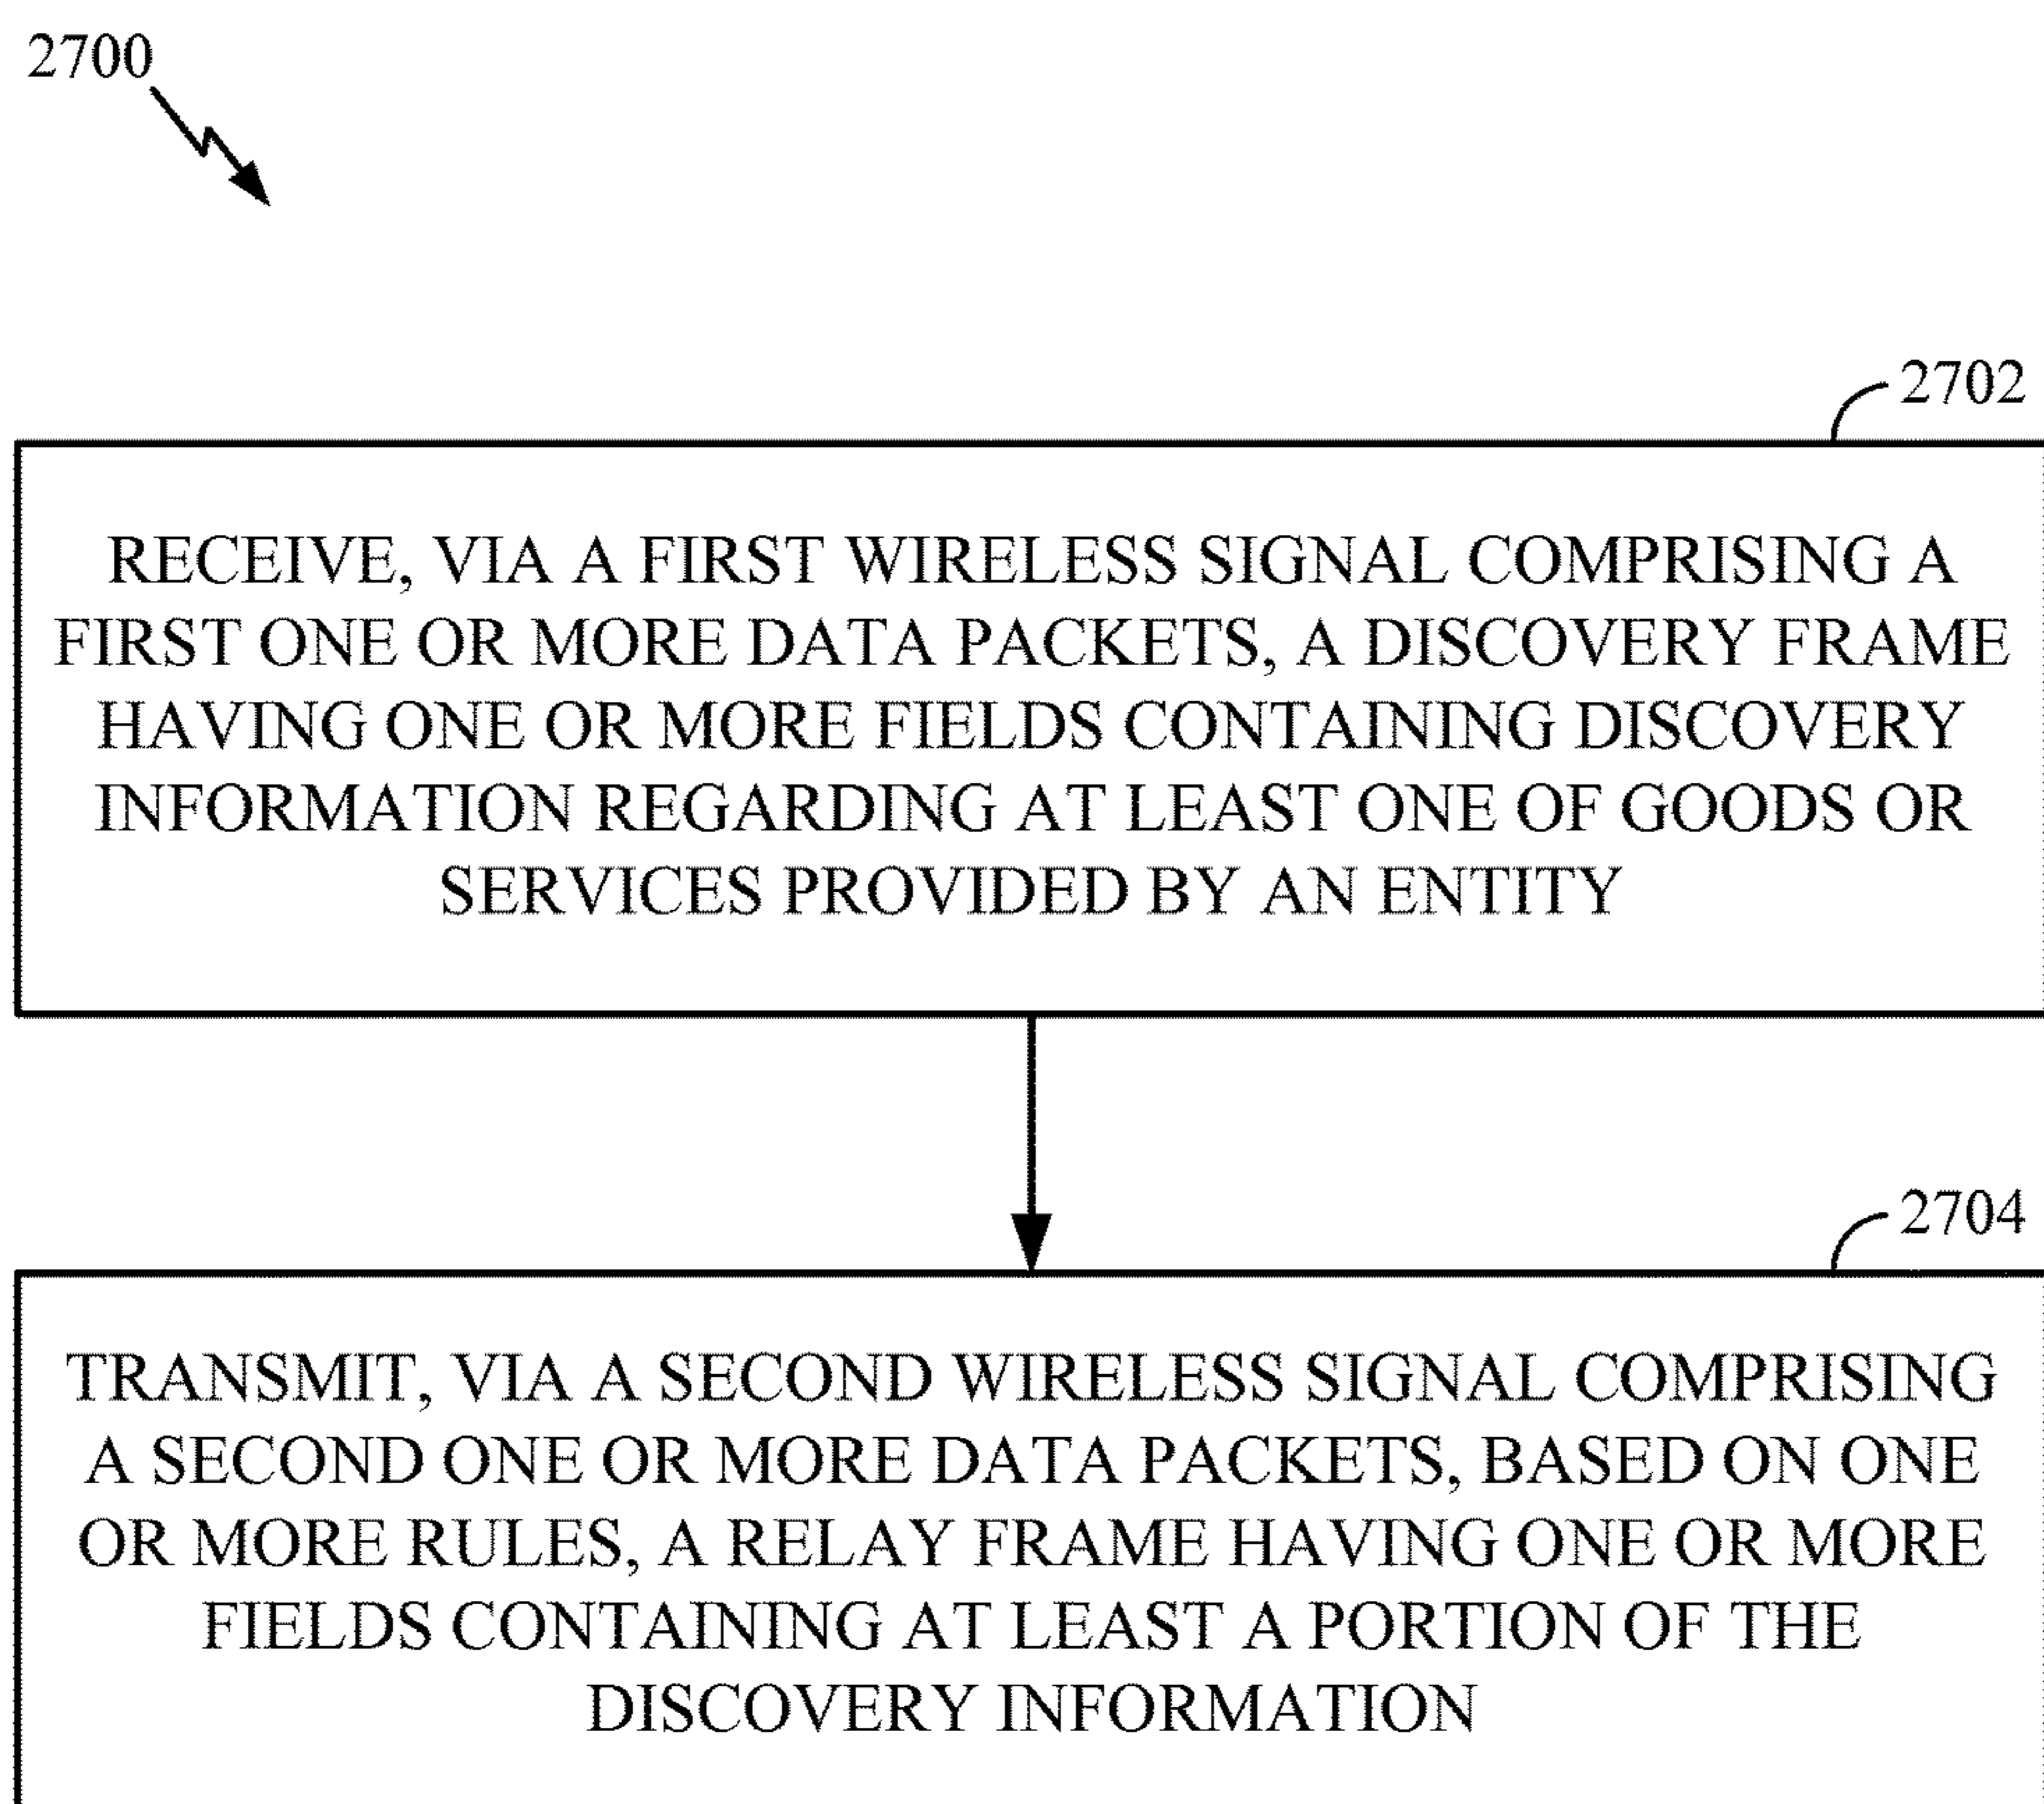 2700
2702
RECEIVE, VIA A FIRST WIRELESS SIGNAL COMPRISING A
FIRST ONE OR MORE DATA PACKETS, A DISCOVERY FRAME
HAVING ONE OR MORE FIELDS CONTAINING DISCOVERY
INFORMATION REGARDING AT LEAST ONE OF GOODS OR
SERVICES PROVIDED BY AN ENTITY
2704
TRANSMIT, VIA A SECOND WIRELESS SIGNAL COMPRISING
A SECOND ONE OR MORE DATA PACKETS, BASED ON ONE
OR MORE RULES, A RELAY FRAME HAVING ONE OR MORE
FIELDS CONTAINING AT LEAST A PORTION OF THE
DISCOVERY INFORMATION